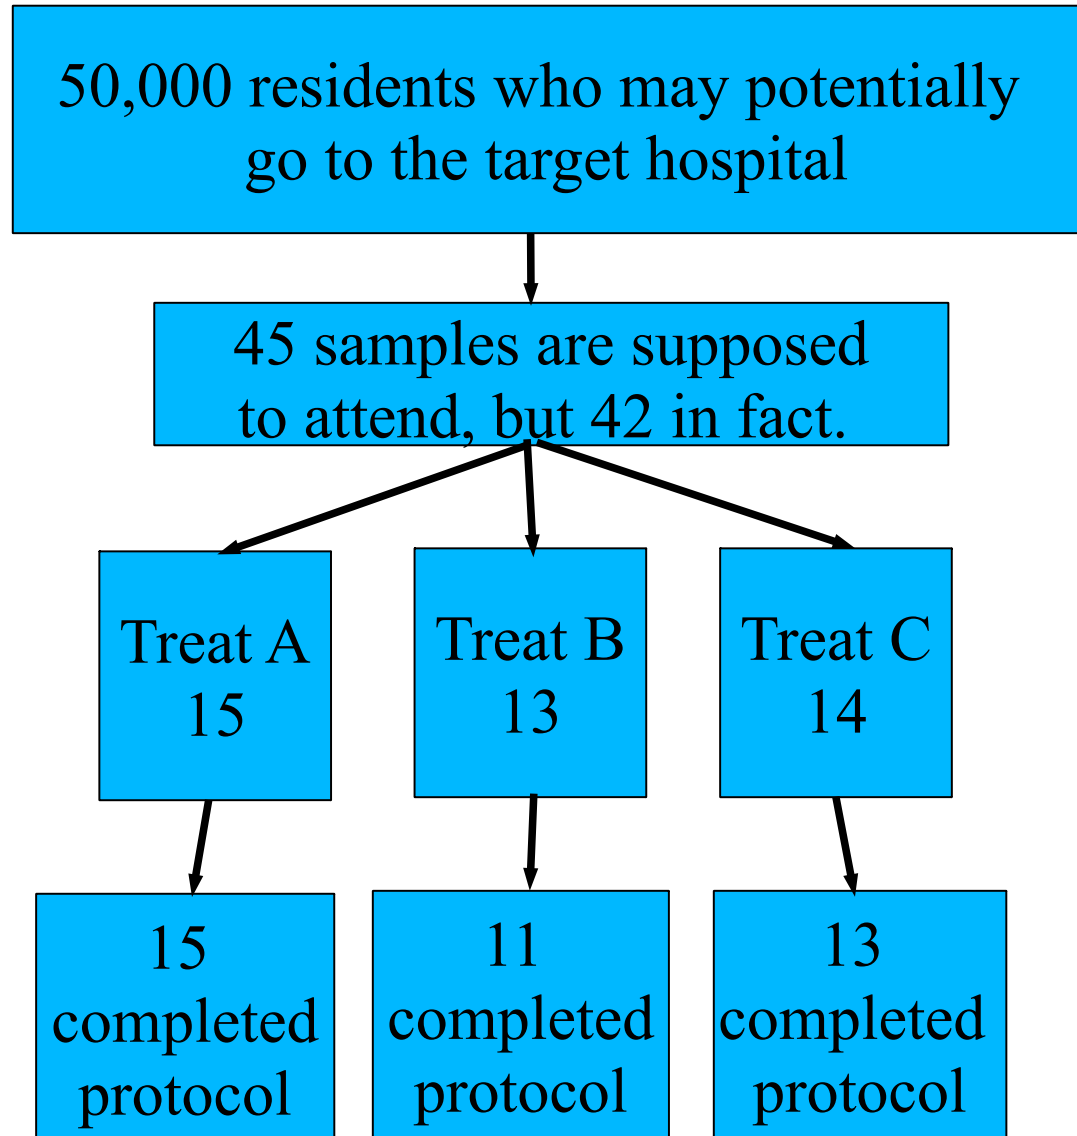 50,000 residents who may potentially
go to the target hospital
45 samples are supposed
to attend, but 42 in fact.
Treat A
15
Treat B
13
Treat C
14
15
completed
protocol
11
completed
protocol
13
completed
protocol